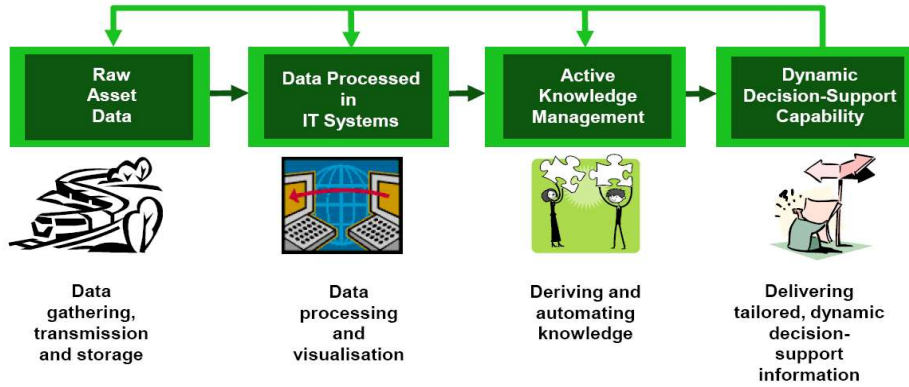 Raw
Asset
Data
Data Processed
in
IT Systems
Active
Knowledge
Management
Dynamic
Decision-Support
Capability
Data
gathering,
transmission
and storage
Data
processing
and
visualisation
Deriving and
automating
knowledge
Delivering
tailored, dynamic
decision-
support
information